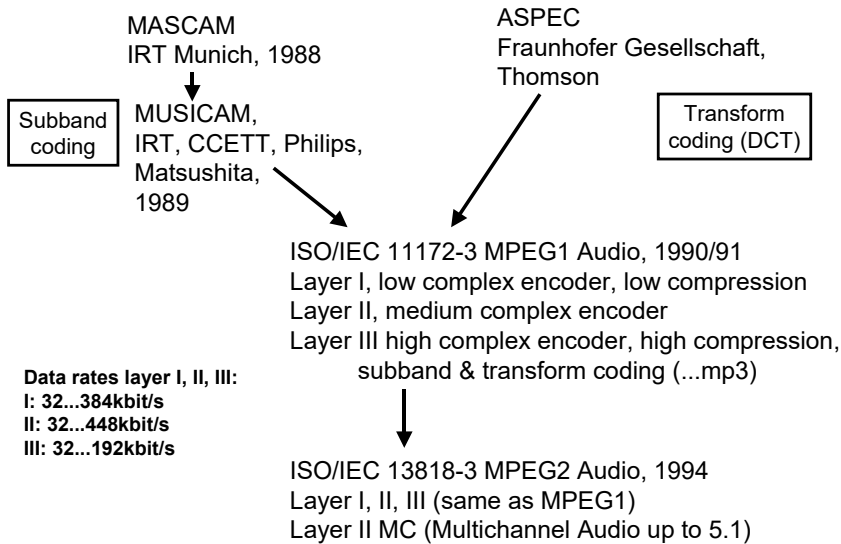 MASCAM
IRT Munich, 1988
ASPEC
Fraunhofer Gesellschaft,
Thomson
Subband
coding
MUSICAM,
IRT, CCETT, Philips,
Matsushita,
1989
Transform
coding (DCT)
ISO/IEC 11172-3 MPEG1 Audio, 1990/91
Layer I, low complex encoder, low compression
Layer II, medium complex encoder
Layer III high complex encoder, high compression,
subband & transform coding (...mp3)
Data rates layer I, II, III:
I: 32...384kbit/s
II: 32...448kbit/s
III: 32...192kbit/s
ISO/IEC 13818-3 MPEG2 Audio, 1994
Layer I, II, III (same as MPEG1)
Layer II MC (Multichannel Audio up to 5.1)